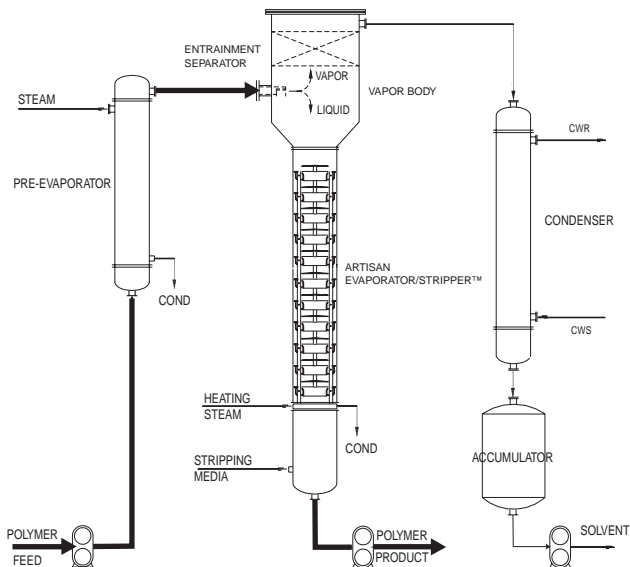 ENTRAINMENT
SEPARATOR
VAPOR
LIQUID
VAPOR BODY
STEAM
PRE-EVAPORATOR
COND
CWR
CONDENSER
CWS
ARTISAN
EVAPORATOR/STRIPPER™
HEATING
STEAM
COND
STRIPPING
MEDIA
ACCUMULATOR
POLYMER
FEED
POLYMER
PRODUCT
SOLVENT